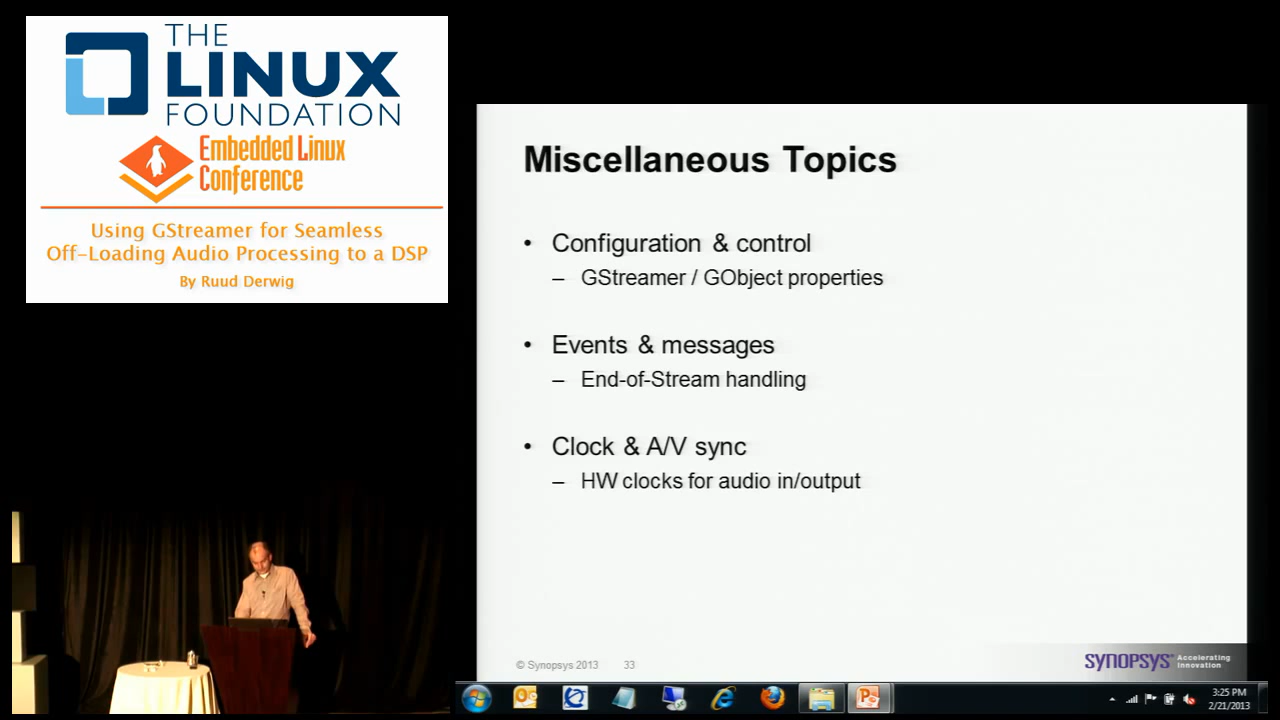 THE
LINUX
FOUNDATION
Embedded Linux
Conference
Using GStreamer for Seamless
Off-Loading Audio Processing to a DSP
By Ruud Derwig
Miscellaneous Topics
• Configuration & control
– GStreamer / GObject properties
• Events & messages
– End-of-Stream handling
• Clock & A/V sync
– HW clocks for audio in/output
© Synopsys 2013 33
SYNOPSYS Accelerating
Innovation
3:25 PM
2/21/2013